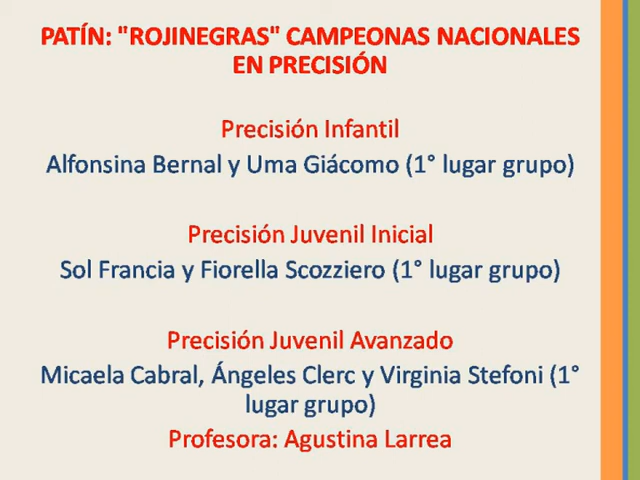 PATÍN: "ROJINEGRAS" CAMPEONAS NACIONALES
EN PRECISIÓN
Precisión Infantil
Alfonsina Bernal y Uma Giácomo (1° lugar grupo)
Precisión Juvenil Inicial
Sol Francia y Fiorella Scozziero (1° lugar grupo)
Precisión Juvenil Avanzado
Micaela Cabral, Ángeles Clerc y Virginia Stefoni (1°
lugar grupo)
Profesora: Agustina Larrea